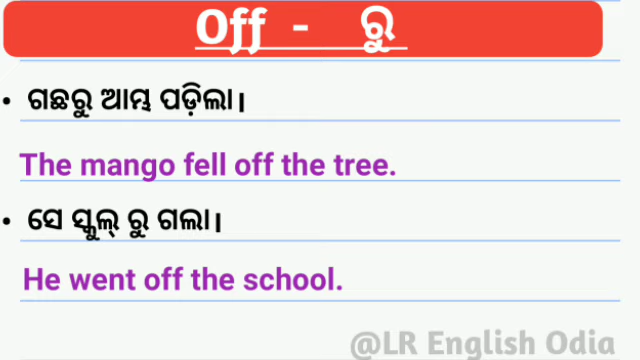 Off - ରୁ
• ଗଛରୁ ଆମ୍ଭ ପଡ଼ିଲା।
The mango fell off the tree.
• ସେ ସ୍କୁଲ୍ ରୁ ଗଲା।
He went off the school.
@LR English Odia